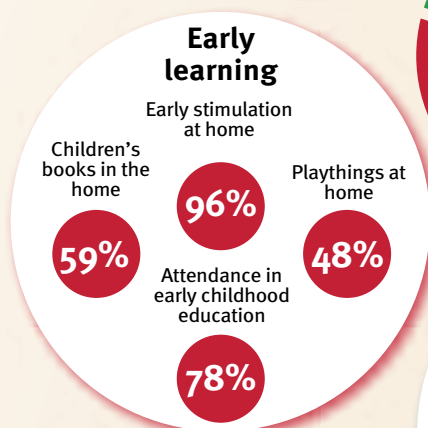 Early
learning
Early stimulation
at home
96%
Children’s
books in the
home
59%
Playthings at
home
48%
Attendance in
early childhood
education
78%